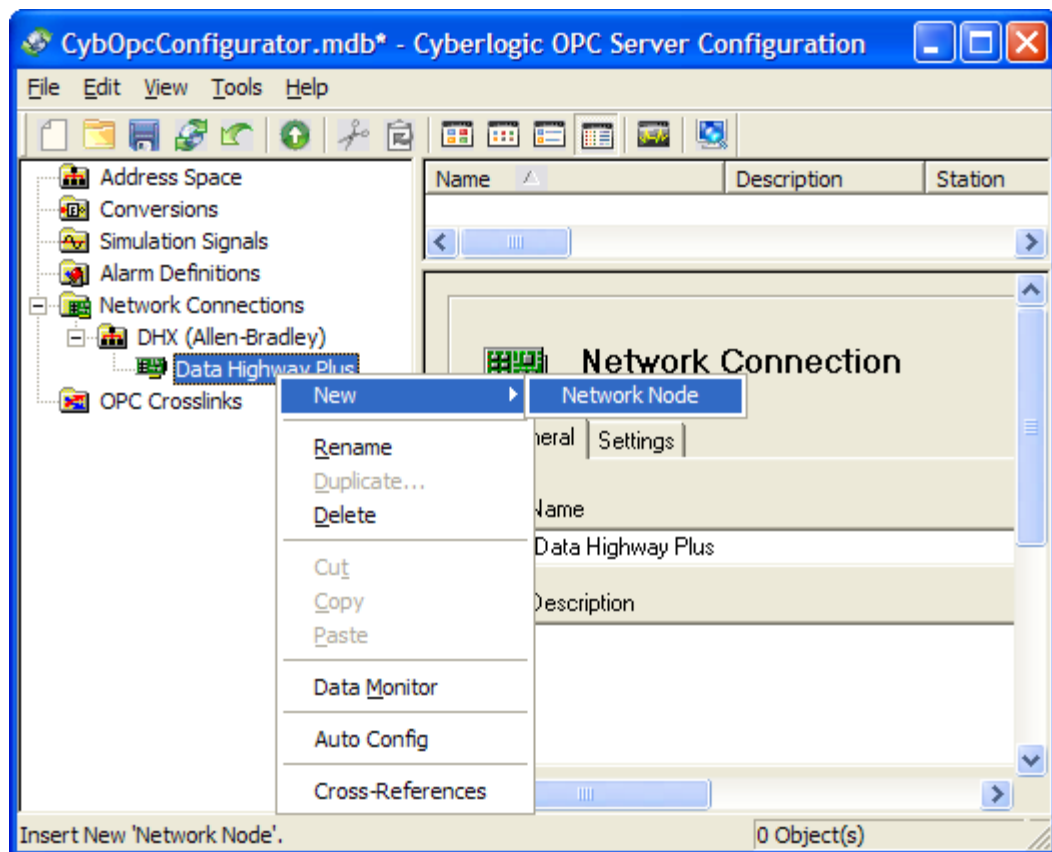 CybOpcConfigurator.mdb* - Cyberlogic OPC Server Configuration
File Edit View Tools Help
Address Space
Conversions
Simulation Signals
Alarm Definitions
Network Connections
DHX (Allen-Bradley)
Data Highway Plus
OPC Crosslinks
Name Description Station
Network Connection
New
Network Node
Rename
Duplicate...
Delete
Cut
Copy
Paste
Data Monitor
Auto Config
Cross-References
neral Settings
Name
Data Highway Plus
Description
Insert New 'Network Node'.
0 Object(s)